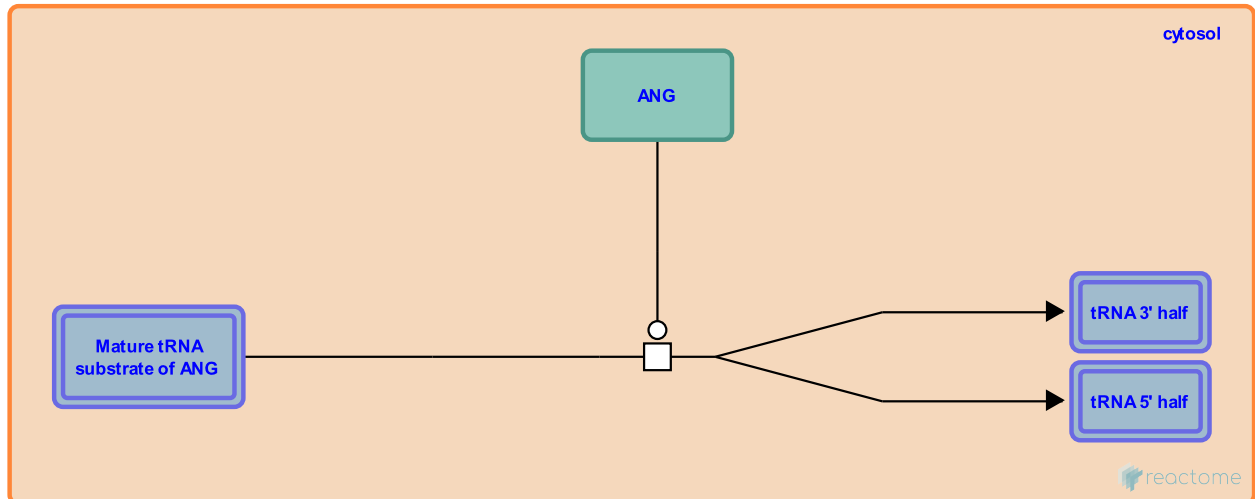 cytosol
ANG
Mature tRNA
substrate of ANG
tRNA 3' half
tRNA 5' half
reactome